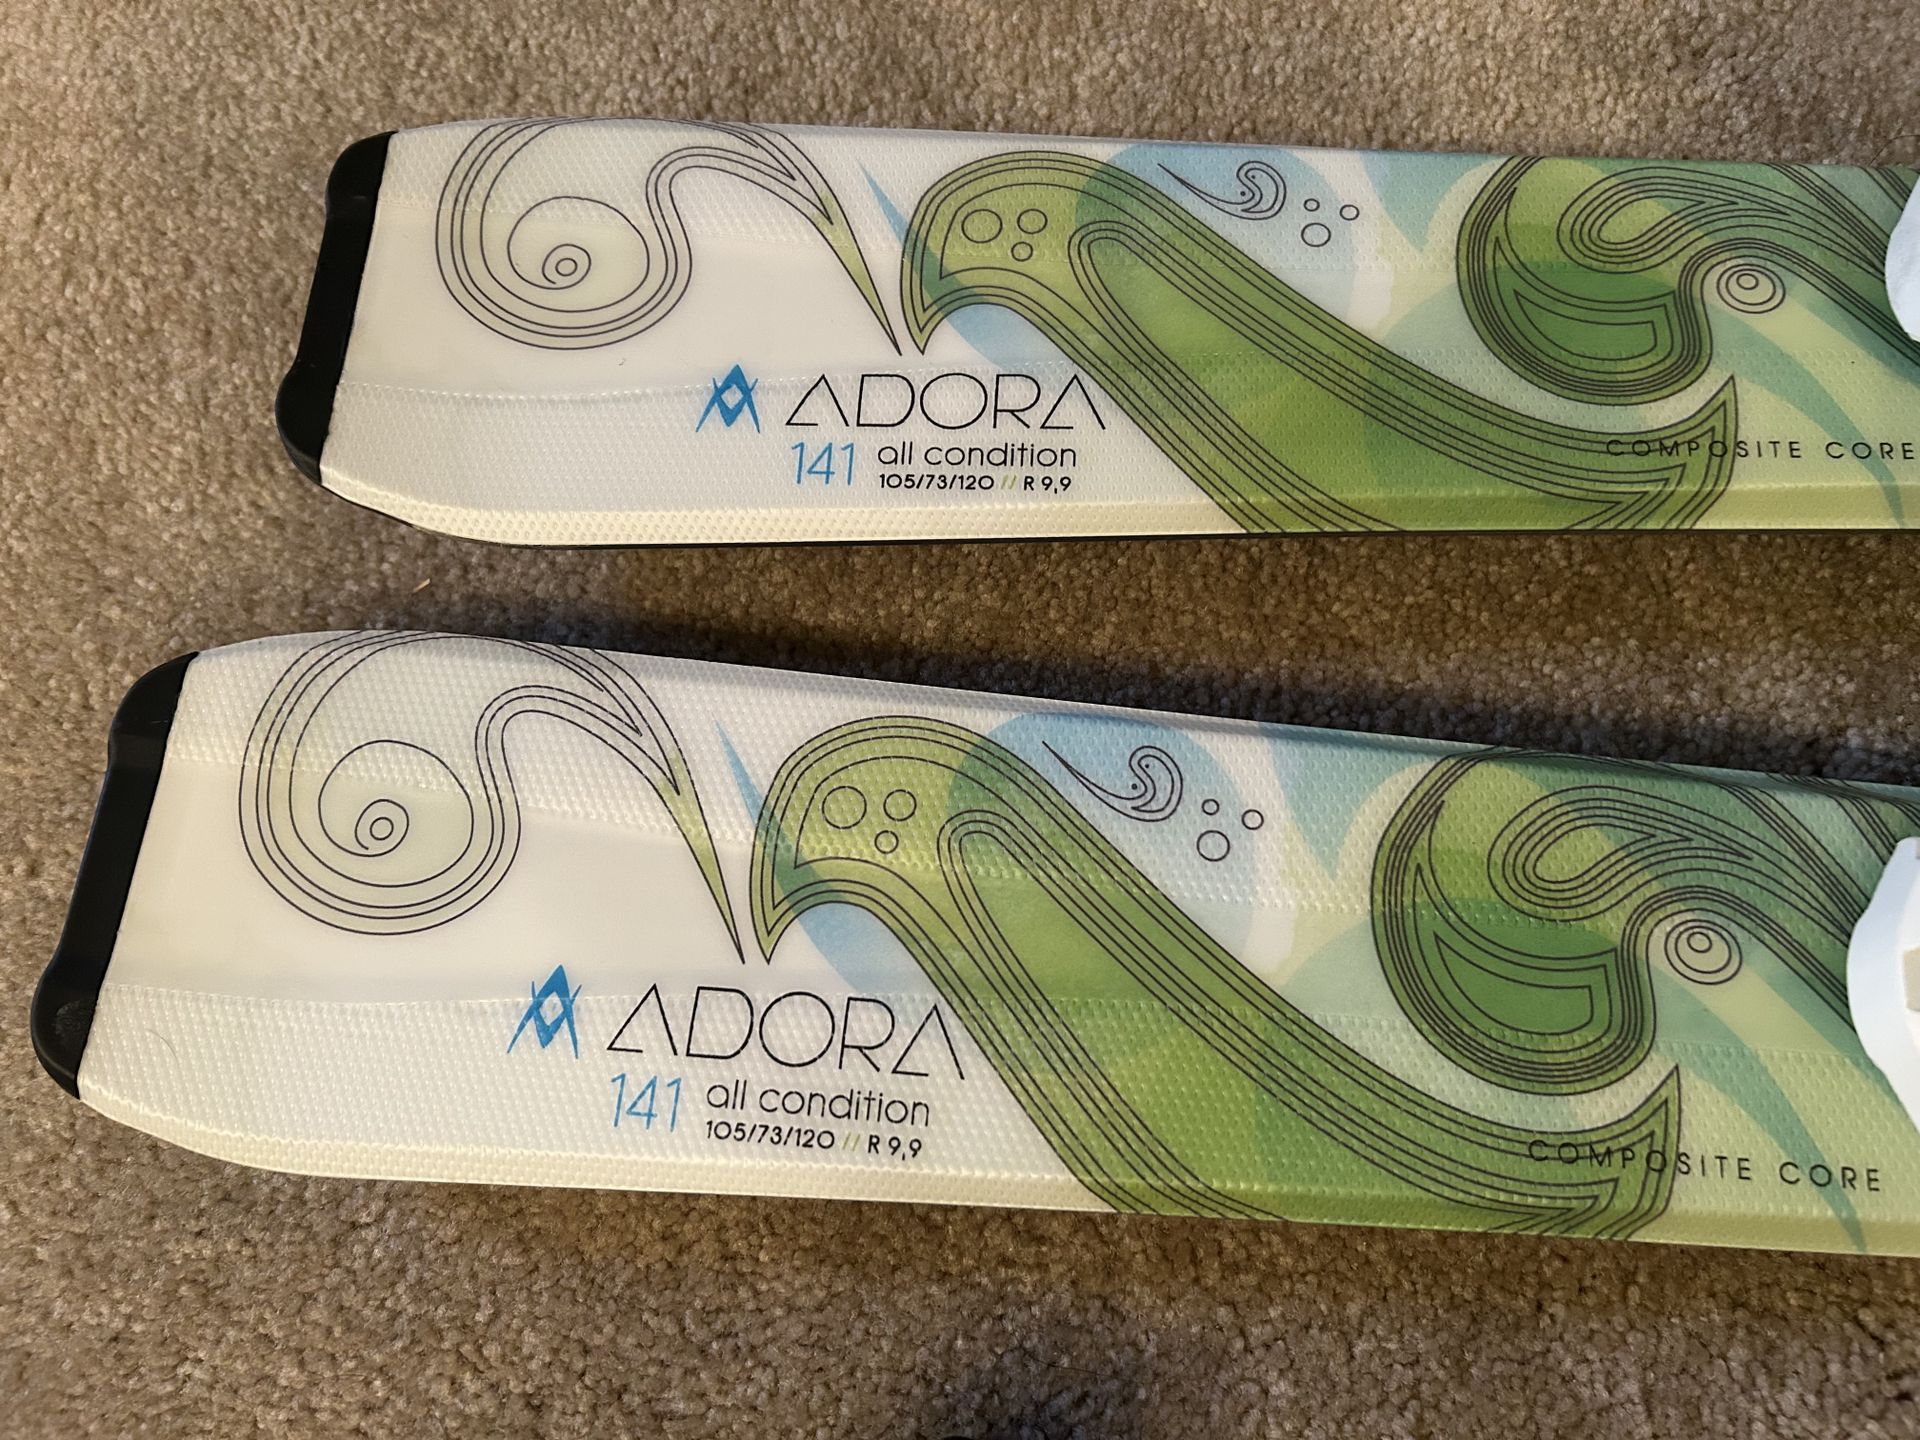 ADORA
141 all condition
105/73/120 // R 9,9
COMPOSITE CORE
ADORA
141 all condition
105/73/120 // R 9,9
COMPOSITE CORE